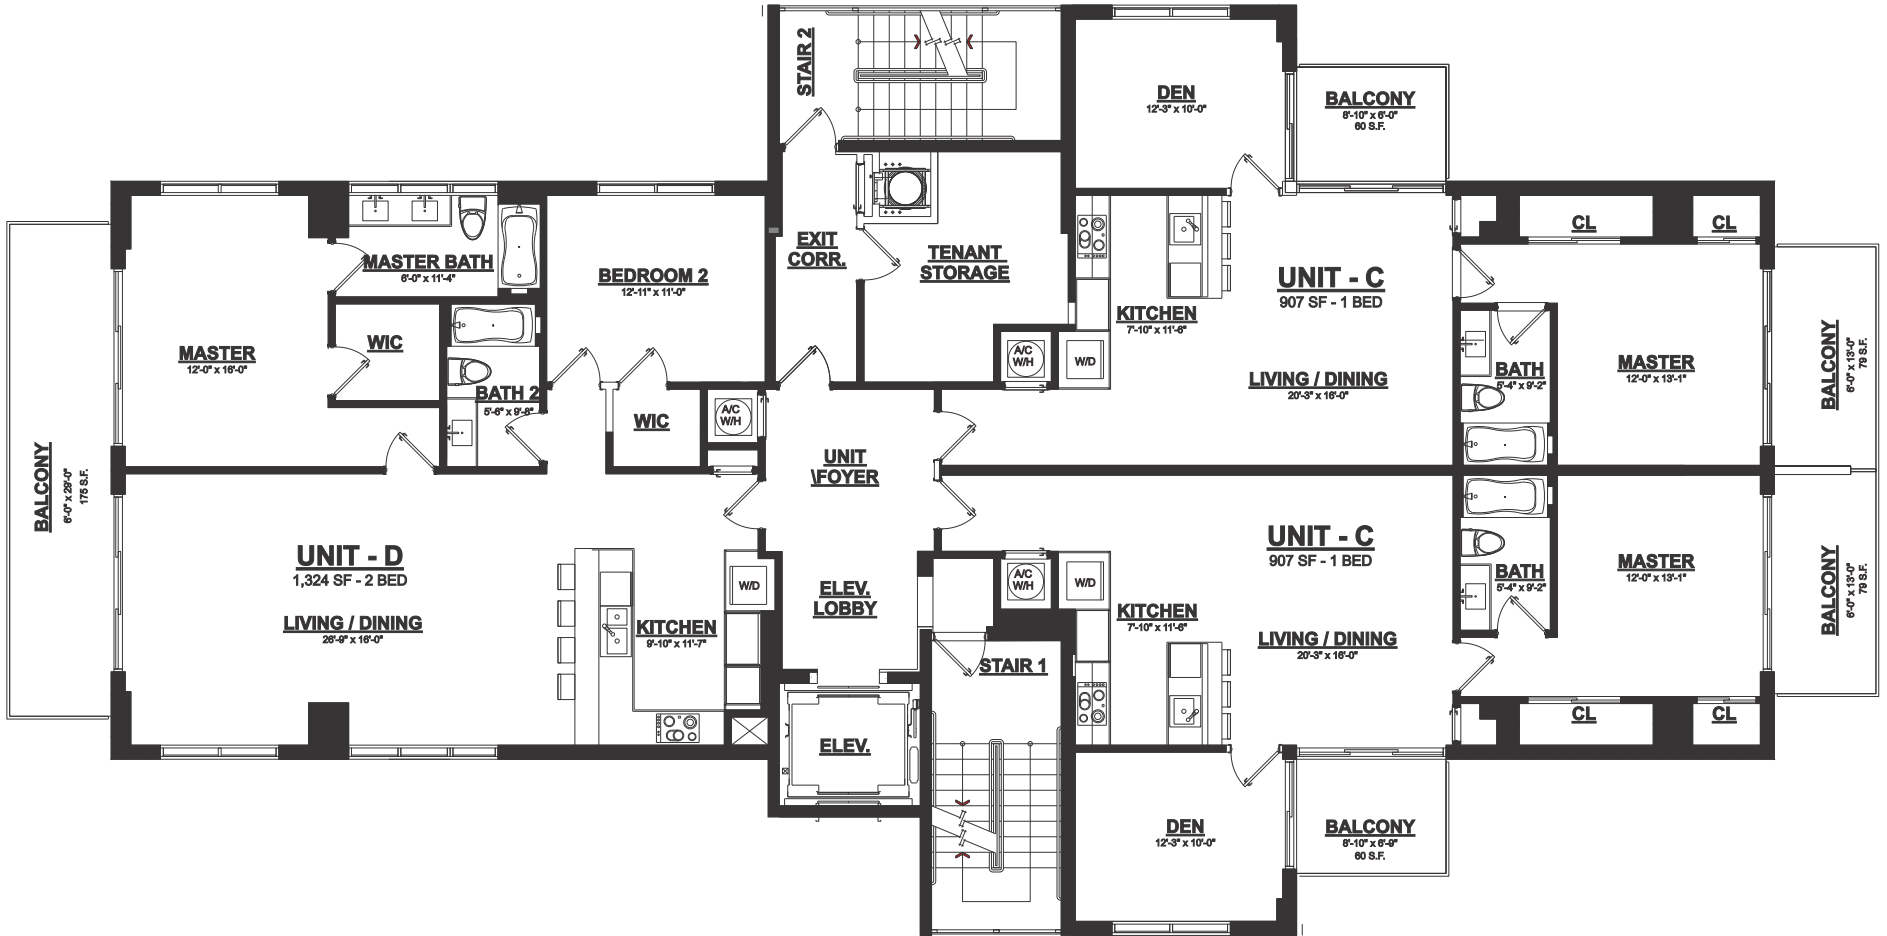 STAIR 2
DEN
12'-3" x 10'-0"
BALCONY
8'-10" x 6'-0"
60 S.F.
MASTER BATH
6'-0" x 11'-4"
BEDROOM 2
12'-11" x 11'-0"
EXIT
CORR.
TENANT
STORAGE
KITCHEN
7'-10" x 11'-6"
UNIT - C
907 SF - 1 BED
CL
CL
MASTER
12'-0" x 16'-0"
WIC
BATH 2
5'-6" x 9'-8"
WIC
A/C
W/H
A/C
W/H
W/D
LIVING / DINING
20'-3" x 16'-0"
BATH
5'-4" x 9'-2"
MASTER
12'-0" x 13'-1"
BALCONY
6'-0" x 13'-0"
79 S.F.
BALCONY
6'-0" x 29'-0"
175 S.F.
UNIT
\FOYER
UNIT - D
1,324 SF - 2 BED
LIVING / DINING
26'-9" x 16'-0"
KITCHEN
9'-10" x 11'-7"
W/D
ELEV.
LOBBY
A/C
W/H
W/D
UNIT - C
907 SF - 1 BED
KITCHEN
7'-10" x 11'-6"
LIVING / DINING
20'-3" x 16'-0"
BATH
5'-4" x 9'-2"
MASTER
12'-0" x 13'-1"
BALCONY
6'-0" x 13'-0"
79 S.F.
STAIR 1
ELEV.
CL
CL
DEN
12'-3" x 10'-0"
BALCONY
8'-10" x 6'-9"
60 S.F.